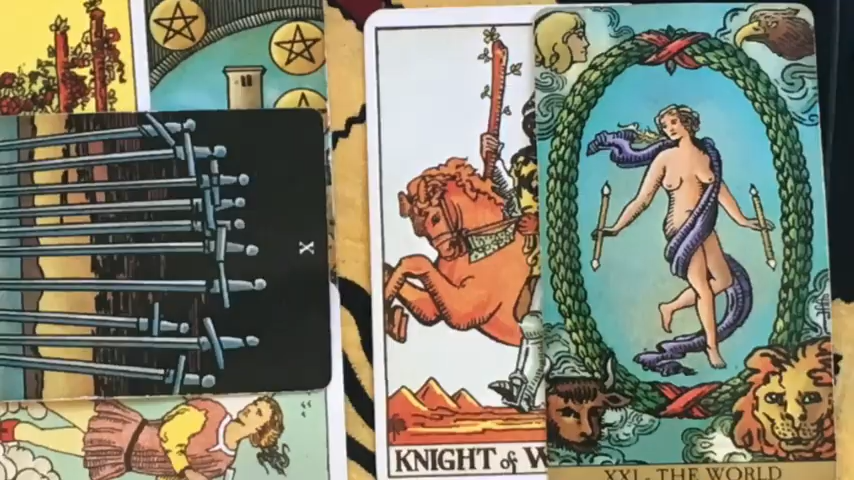 X
KNIGHT of W
XXI • THE WORLD